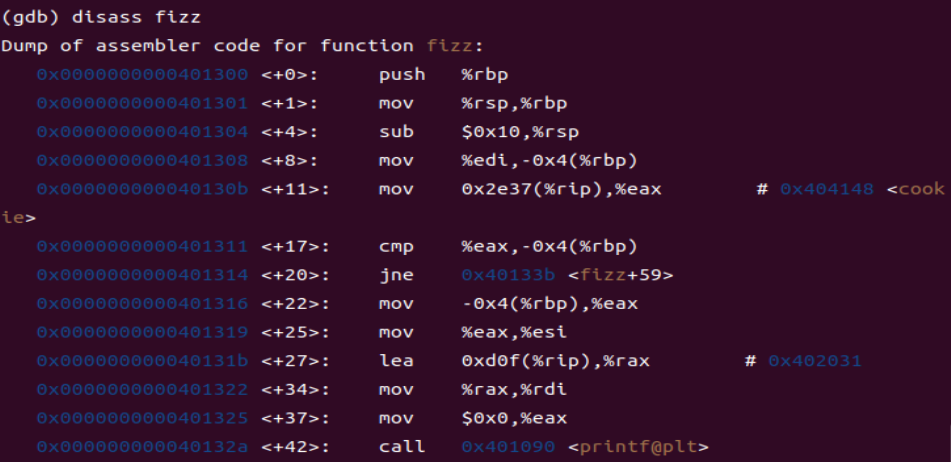 (gdb) disass fizz
Dump of assembler code for function fizz:
0x0000000000401300 <+0>: push %rbp
0x0000000000401301 <+1>: mov %rsp,%rbp
0x0000000000401304 <+4>: sub $0x10,%rsp
0x0000000000401308 <+8>: mov %edi,-0x4(%rbp)
0x000000000040130b <+11>: mov 0x2e37(%rip),%eax # 0x404148 <cook
ie>
0x0000000000401311 <+17>: cmp %eax,-0x4(%rbp)
0x0000000000401314 <+20>: jne 0x40133b <fizz+59>
0x0000000000401316 <+22>: mov -0x4(%rbp),%eax
0x0000000000401319 <+25>: mov %eax,%esi
0x000000000040131b <+27>: lea 0xd0f(%rip),%rax # 0x402031
0x0000000000401322 <+34>: mov %rax,%rdi
0x0000000000401325 <+37>: mov $0x0,%eax
0x000000000040132a <+42>: call 0x401090 <printf@plt>